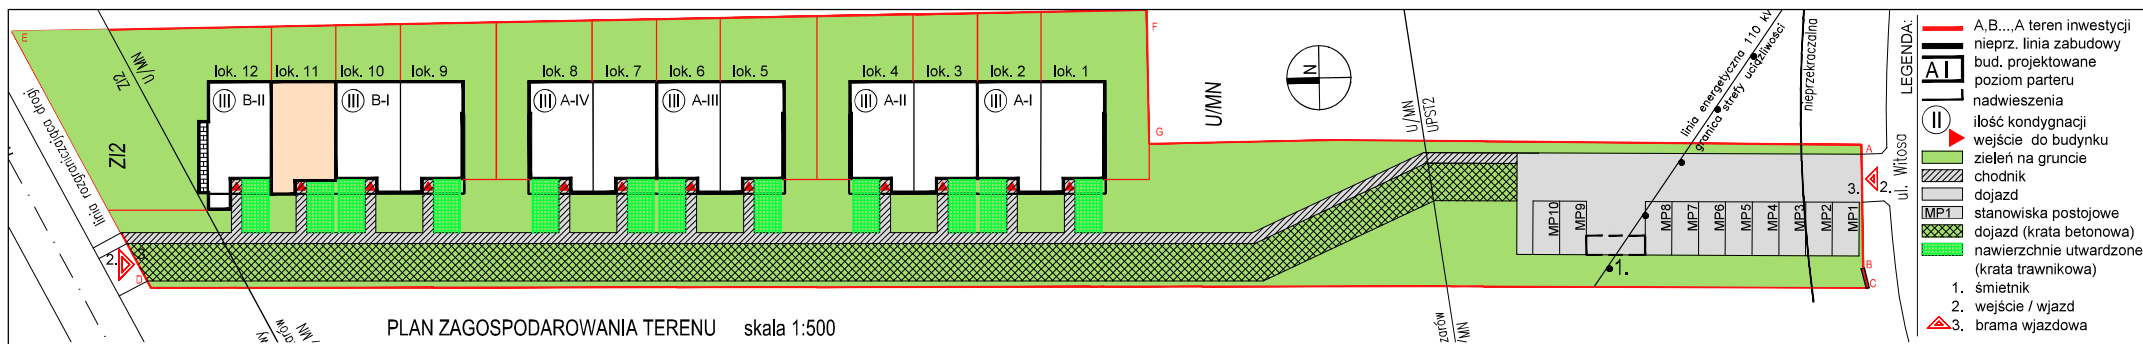 E
F
G
A
B
C
D
lok. 12
lok. 11
lok. 10
lok. 9
lok. 8
lok. 7
lok. 6
lok. 5
lok. 4
lok. 3
lok. 2
lok. 1
III B-II
III B-I
III A-IV
III A-III
III A-II
III A-I
ZI2
U/MN
ZI2
linia rozgraniczająca drogi
N
U/MN
U/MN
UPST2
linia energetyczna 110 kv
granica strefy uciążliwości
nieprzekraczalna
ul. Witosa
3.
2.
2.
3.
MP10
MP9
MP8
MP7
MP6
MP5
MP4
MP3
MP2
MP1
1.
PLAN ZAGOSPODAROWANIA TERENU skala 1:500
LEGENDA:
A,B...,A teren inwestycji
nieprz. linia zabudowy
AI bud. projektowane
poziom parteru
nadwieszenia
II ilość kondygnacji
wejście do budynku
zieleń na gruncie
chodnik
dojazd
MP1 stanowiska postojowe
dojazd (krata betonowa)
nawierzchnie utwardzone
(krata trawnikowa)
1. śmietnik
2. wejście / wjazd
3. brama wjazdowa